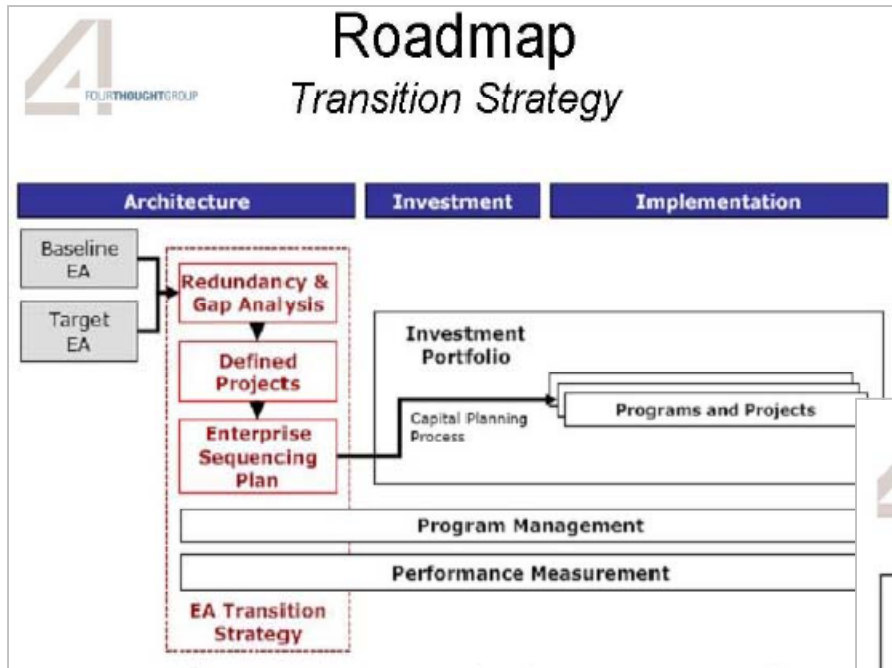 Roadmap
4 FOURTHOUGHTGROUP
Transition Strategy
Architecture
Investment
Implementation
Baseline
EA
Target
EA
Redundancy &
Gap Analysis
Defined
Projects
Enterprise
Sequencing
Plan
Investment
Portfolio
Capital Planning
Process
Programs and Projects
Program Management
Performance Measurement
EA Transition
Strategy